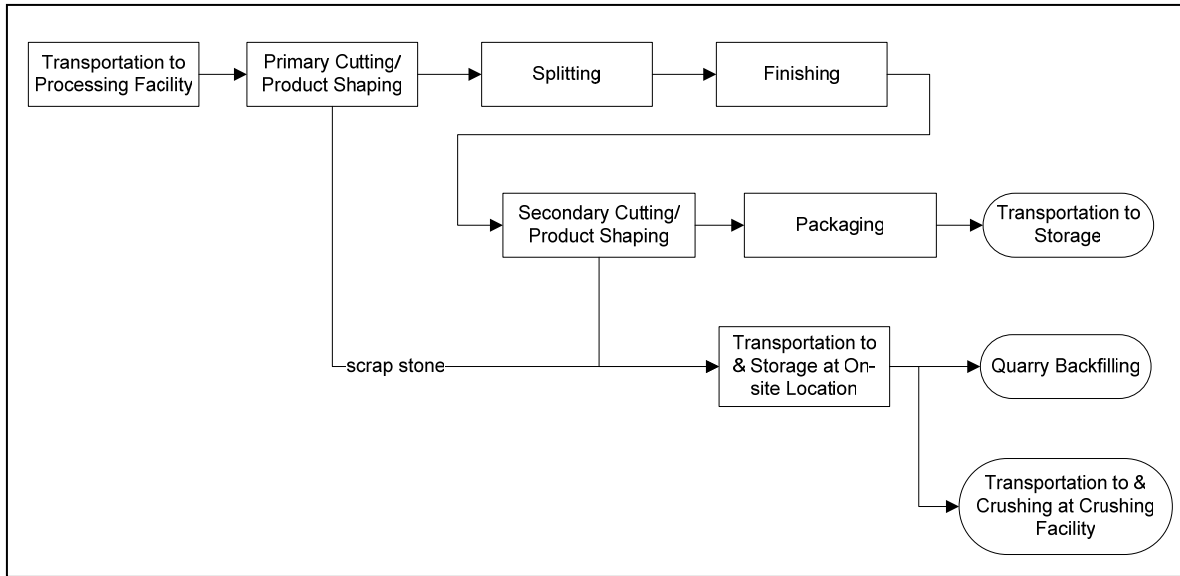 Transportation to
Processing Facility
Primary Cutting/
Product Shaping
Splitting
Finishing
Secondary Cutting/
Product Shaping
Packaging
Transportation to
Storage
scrap stone
Transportation to
& Storage at On-
site Location
Quarry Backfilling
Transportation to &
Crushing at Crushing
Facility